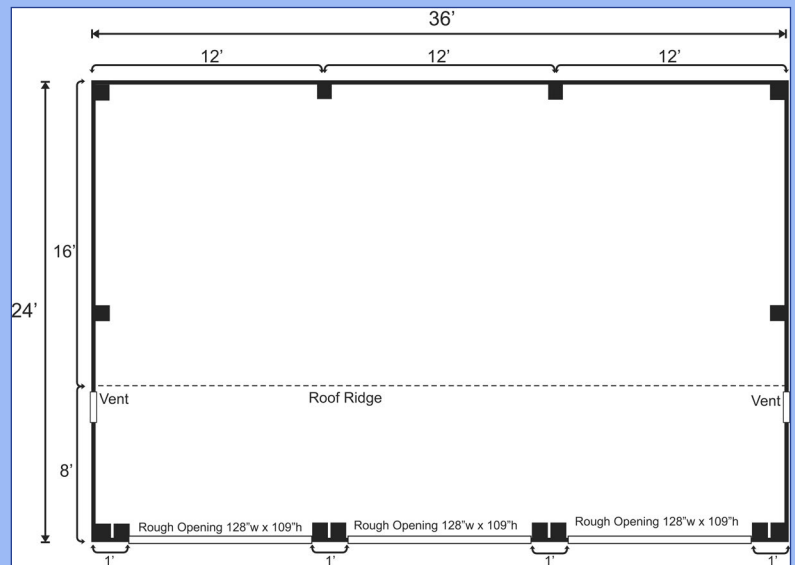 36’
12’
12’
12’
16’
24’
Vent
Roof Ridge
Vent
8’
Rough Opening 128”w x 109”h
Rough Opening 128”w x 109”h
Rough Opening 128”w x 109”h
1’
1’
1’
1’